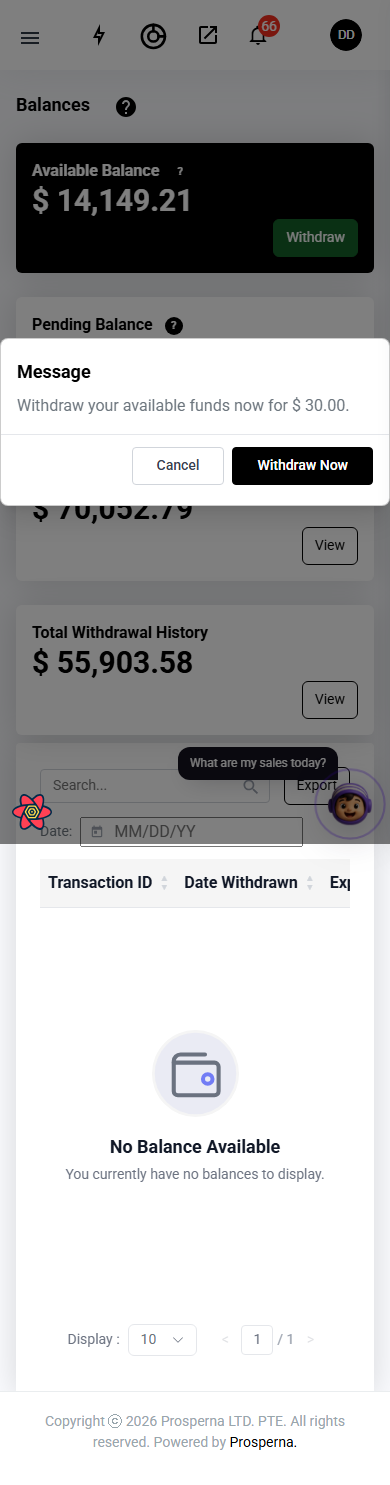 66
DD
Balances ?
Available Balance ?
$ 14,149.21
Withdraw
Pending Balance ?
Message
Withdraw your available funds now for $ 30.00.
Cancel Withdraw Now
$ 70,052.79
View
Total Withdrawal History
$ 55,903.58
View
What are my sales today?
Search... Export
Date: MM/DD/YY
Transaction ID Date Withdrawn Exp
No Balance Available
You currently have no balances to display.
Display : 10 < 1 / 1 >
Copyright © 2026 Prosperna LTD. PTE. All rights
reserved. Powered by Prosperna.